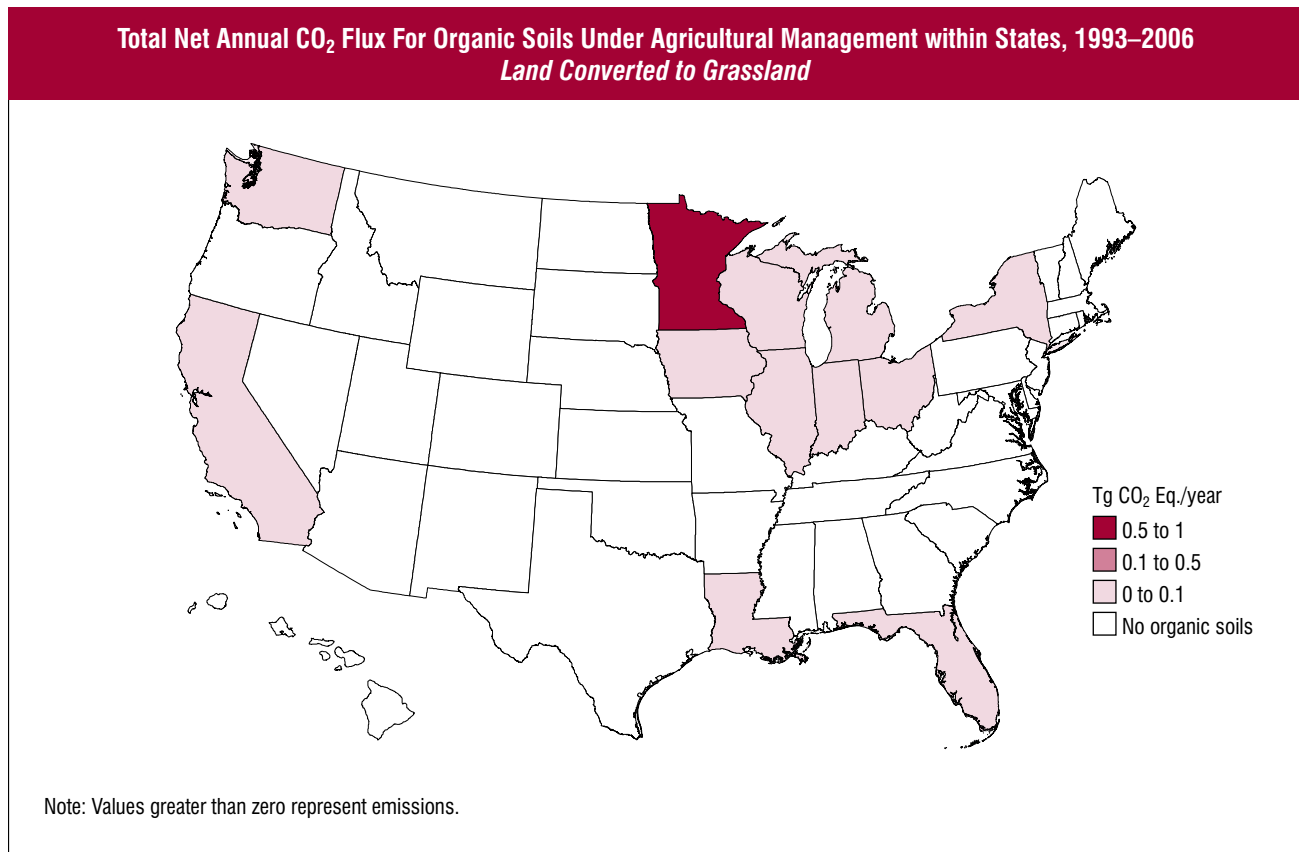 Total Net Annual CO₂ Flux For Organic Soils Under Agricultural Management within States, 1993–2006
Land Converted to Grassland
Tg CO₂ Eq./year
0.5 to 1
0.1 to 0.5
0 to 0.1
No organic soils
Note: Values greater than zero represent emissions.